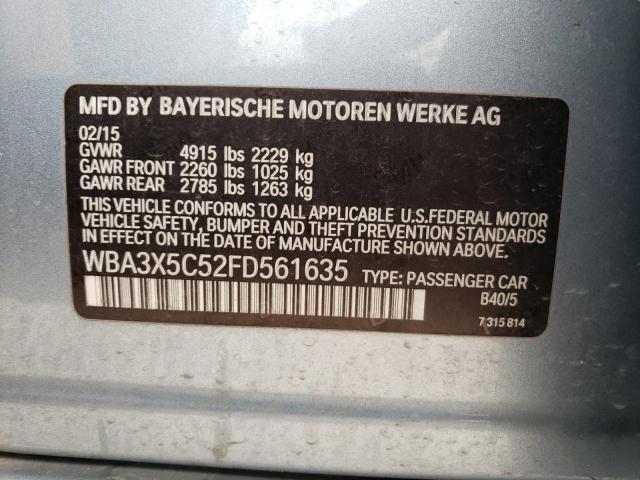 MFD BY BAYERISCHE MOTOREN WERKE AG
02/15
GVWR 4915 lbs 2229 kg
GAWR FRONT 2260 lbs 1025 kg
GAWR REAR 2785 lbs 1263 kg
THIS VEHICLE CONFORMS TO ALL APPLICABLE U.S.FEDERAL MOTOR
VEHICLE SAFETY, BUMPER, AND THEFT PREVENTION STANDARDS
IN EFFECT ON THE DATE OF MANUFACTURE SHOWN ABOVE.
WBA3X5C52FD561635 TYPE: PASSENGER CAR
B40/5
7 315 814